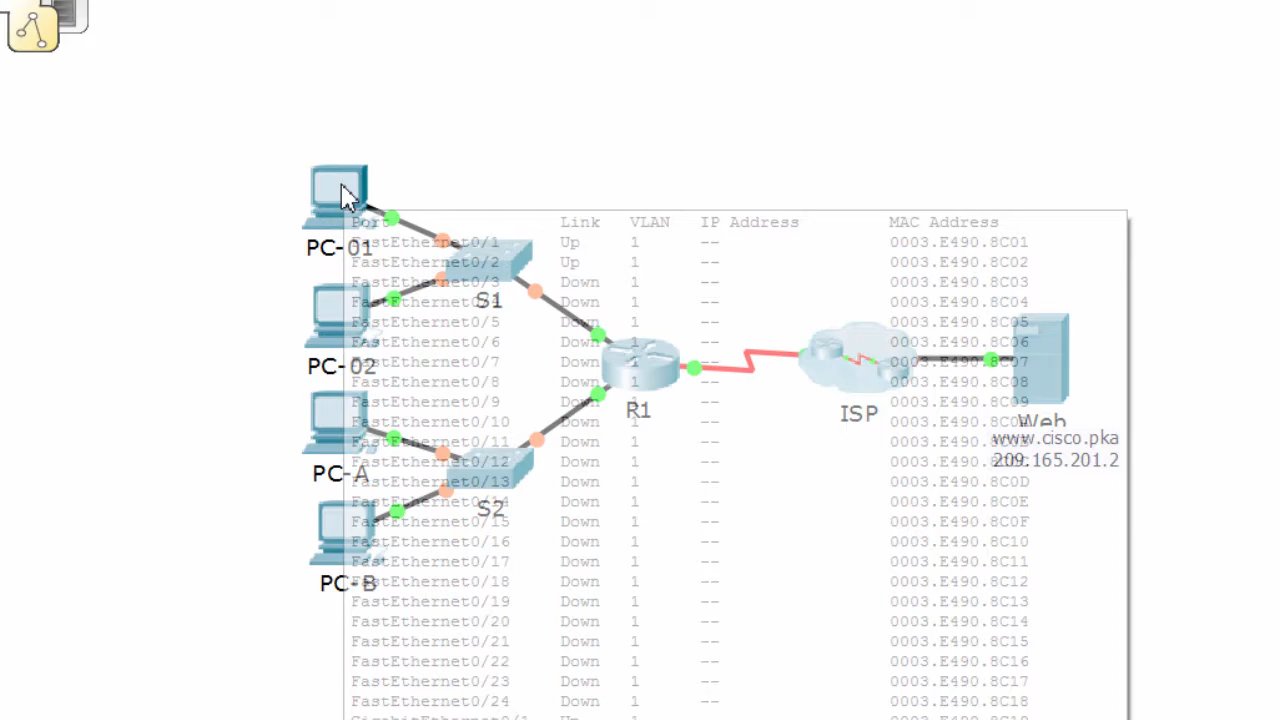 Port Link VLAN IP Address MAC Address
FastEthernet0/1 Up 1 -- 0003.E490.8C01
PC-01
FastEthernet0/2 Up 1 -- 0003.E490.8C02
FastEthernet0/3 Down 1 -- 0003.E490.8C03
S1
FastEthernet0/4 Down 1 -- 0003.E490.8C04
FastEthernet0/5 Down 1 -- 0003.E490.8C05
FastEthernet0/6 Down 1 -- 0003.E490.8C06
PC-02
FastEthernet0/7 Down 1 -- 0003.E490.8C07
FastEthernet0/8 Down 1 -- 0003.E490.8C08
FastEthernet0/9 Down 1 -- 0003.E490.8C09
R1
ISP
Web
FastEthernet0/10 Down 1 -- 0003.E490.8C0A
www.cisco.pka
FastEthernet0/11 Down 1 -- 0003.E490.8C0B
209.165.201.2
FastEthernet0/12 Down 1 -- 0003.E490.8C0C
PC-A
FastEthernet0/13 Down 1 -- 0003.E490.8C0D
FastEthernet0/14 Down 1 -- 0003.E490.8C0E
S2
FastEthernet0/15 Down 1 -- 0003.E490.8C0F
FastEthernet0/16 Down 1 -- 0003.E490.8C10
FastEthernet0/17 Down 1 -- 0003.E490.8C11
FastEthernet0/18 Down 1 -- 0003.E490.8C12
PC-B
FastEthernet0/19 Down 1 -- 0003.E490.8C13
FastEthernet0/20 Down 1 -- 0003.E490.8C14
FastEthernet0/21 Down 1 -- 0003.E490.8C15
FastEthernet0/22 Down 1 -- 0003.E490.8C16
FastEthernet0/23 Down 1 -- 0003.E490.8C17
FastEthernet0/24 Down 1 -- 0003.E490.8C18